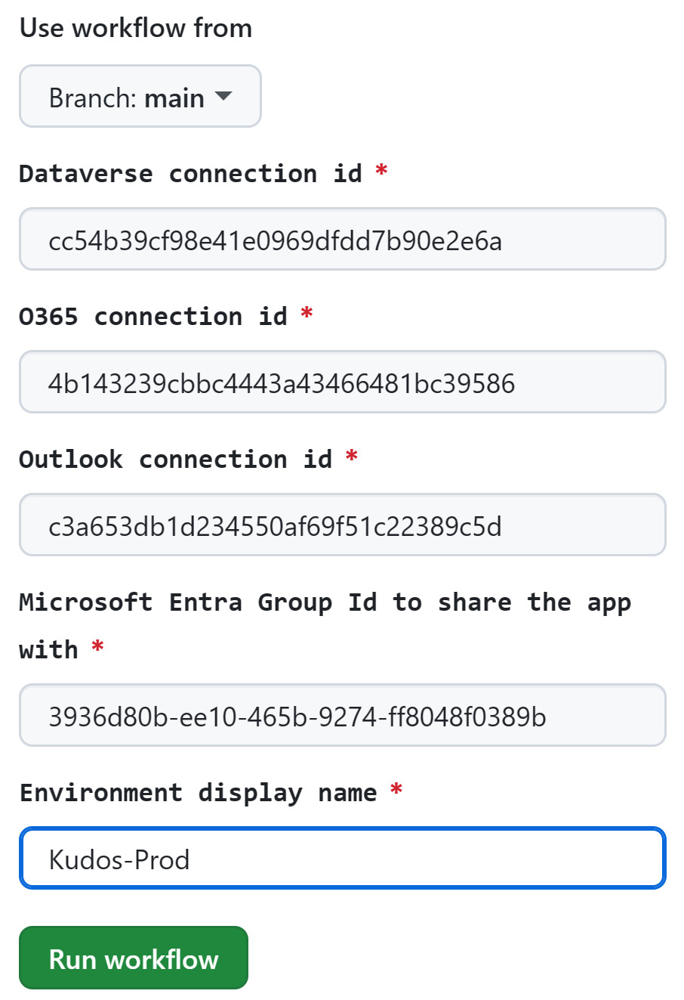 Use workflow from
Branch: main
Dataverse connection id *
cc54b39cf98e41e0969dfdd7b90e2e6a
O365 connection id *
4b143239cbbc4443a43466481bc39586
Outlook connection id *
c3a653db1d234550af69f51c22389c5d
Microsoft Entra Group Id to share the app
with *
3936d80b-ee10-465b-9274-ff8048f0389b
Environment display name *
Kudos-Prod
Run workflow